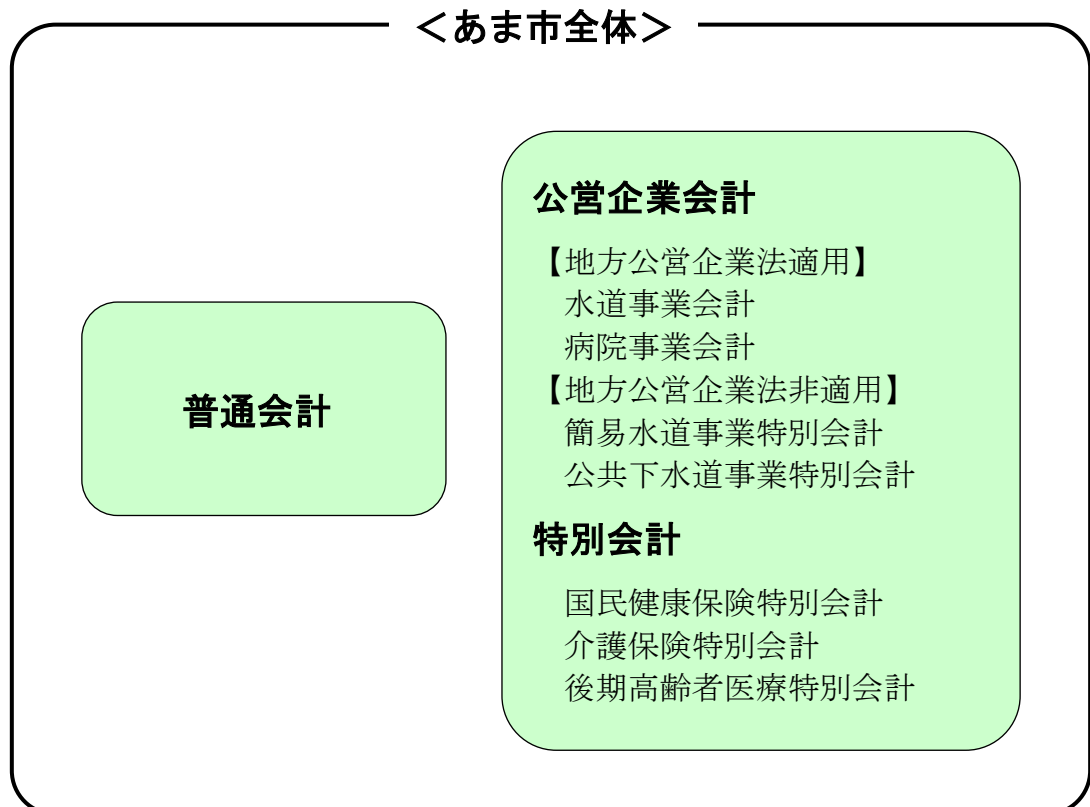 ＜あま市全体＞
普通会計
公営企業会計
【地方公営企業法適用】
水道事業会計
病院事業会計
【地方公営企業法非適用】
簡易水道事業特別会計
公共下水道事業特別会計
特別会計
国民健康保険特別会計
介護保険特別会計
後期高齢者医療特別会計